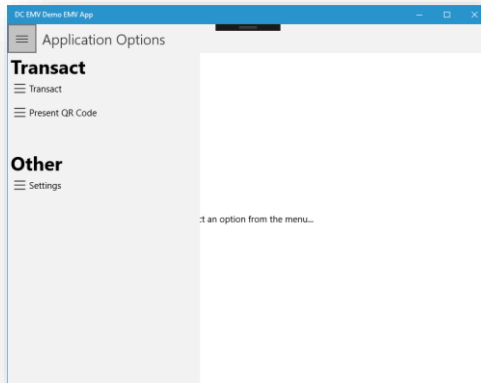 DC EMV Demo EMV App
Application Options
Transact
Transact
Present QR Code
Other
Settings
ct an option from the menu...